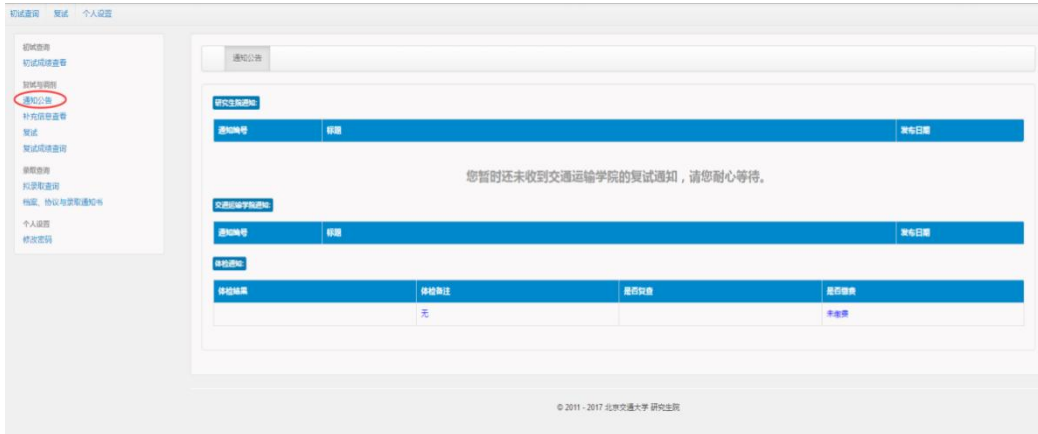 初试查询 复试 个人设置
初试查询
初试成绩查看
复试与调剂
通知公告
补充信息查看
复试
复试成绩查询
录取查询
拟录取查询
档案、协议与录取通知书
个人设置
修改密码
通知公告
研究生院通知:
通知编号 标题 发布日期
您暂时还未收到交通运输学院的复试通知，请您耐心等待。
交通运输学院通知:
通知编号 标题 发布日期
体检通知:
体检结果 体检备注 是否复查 是否缴费
无 未缴费
© 2011 - 2017 北京交通大学 研究生院